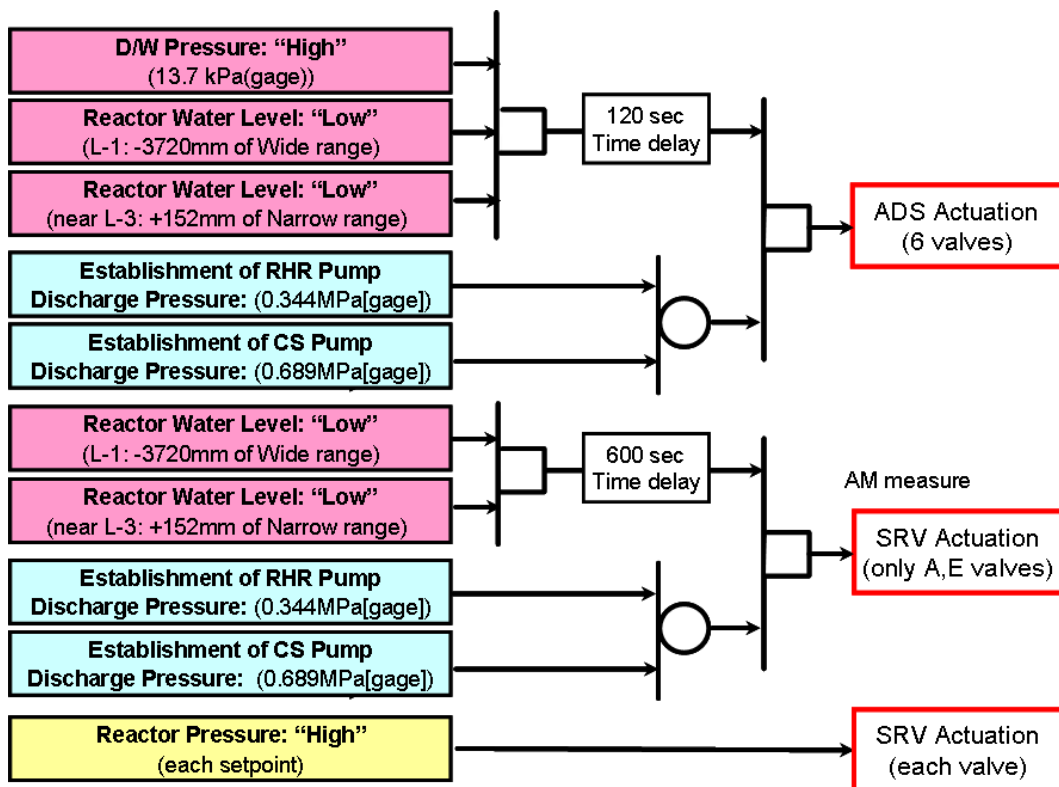 D/W Pressure: “High”
(13.7 kPa(gage))
Reactor Water Level: “Low”
(L-1: -3720mm of Wide range)
Reactor Water Level: “Low”
(near L-3: +152mm of Narrow range)
120 sec
Time delay
ADS Actuation
(6 valves)
Establishment of RHR Pump
Discharge Pressure: (0.344MPa[gage])
Establishment of CS Pump
Discharge Pressure: (0.689MPa[gage])
Reactor Water Level: “Low”
(L-1: -3720mm of Wide range)
Reactor Water Level: “Low”
(near L-3: +152mm of Narrow range)
600 sec
Time delay
AM measure
SRV Actuation
(only A,E valves)
Establishment of RHR Pump
Discharge Pressure: (0.344MPa[gage])
Establishment of CS Pump
Discharge Pressure: (0.689MPa[gage])
Reactor Pressure: “High”
(each setpoint)
SRV Actuation
(each valve)